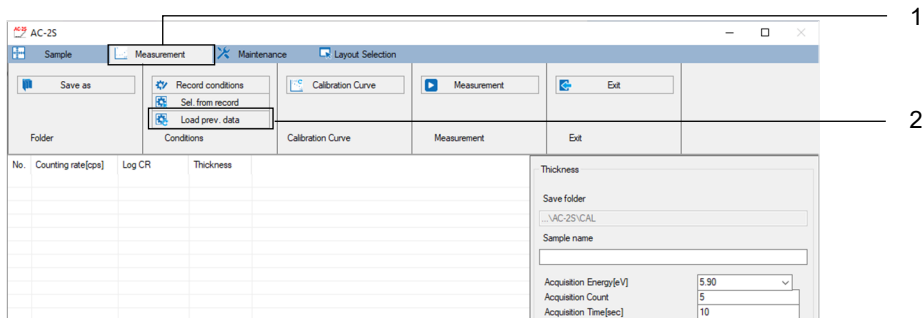 1
AC-2S AC-2S
Sample Measurement Maintenance Layout Selection
Save as Record conditions Calibration Curve Measurement Exit
Sel. from record
Load prev. data
2
Folder Conditions Calibration Curve Measurement Exit
No. Counting rate[cps] Log CR Thickness
Thickness
Save folder
...\AC-2S\CAL
Sample name
Acquisition Energy[eV] 5.90
Acquisition Count 5
Acquisition Time[sec] 10